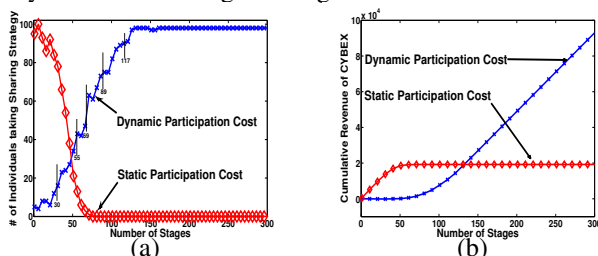 # of Individuals taking Sharing Strategy
100
80
60
40
20
0
30
55
69
89
117
Dynamic Participation Cost
Static Participation Cost
0 50 100 150 200 250 300
Number of Stages
(a)
Cumulative Revenue of CYBEX
10 x 10^4
8
6
4
2
0
Dynamic Participation Cost
Static Participation Cost
0 50 100 150 200 250 300
Number of Stages
(b)